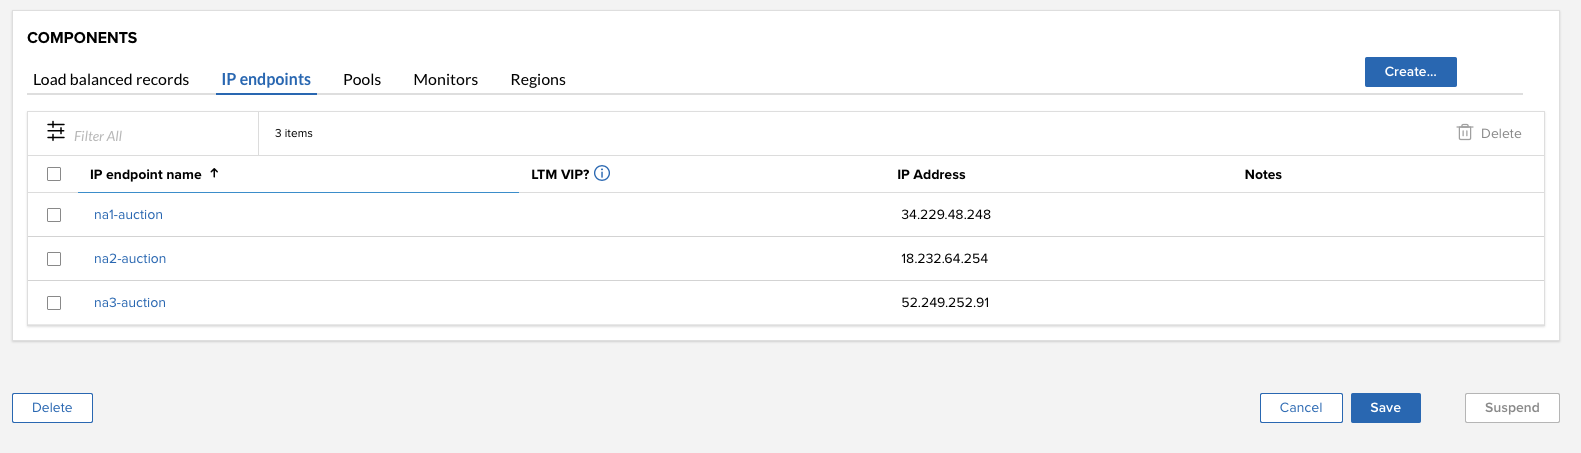 COMPONENTS
Load balanced records IP endpoints Pools Monitors Regions Create...
Filter All 3 items Delete
IP endpoint name ↑ LTM VIP? IP Address Notes
na1-auction 34.229.48.248
na2-auction 18.232.64.254
na3-auction 52.249.252.91
Delete Cancel Save Suspend